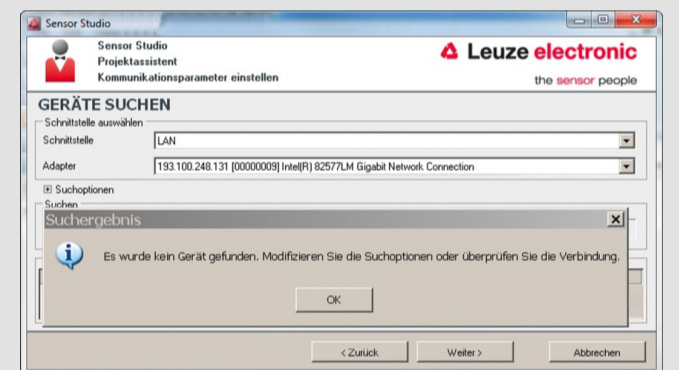 Sensor Studio
Sensor Studio
Projektassistent
Kommunikationsparameter einstellen
Leuze electronic
the sensor people
GERÄTE SUCHEN
Schnittstelle auswählen
Schnittstelle
LAN
Adapter
193.100.248.131 [00000009] Intel(R) 82577LM Gigabit Network Connection
Suchoptionen
Suchen
Suchergebnis
Es wurde kein Gerät gefunden. Modifizieren Sie die Suchoptionen oder überprüfen Sie die Verbindung.
OK
< Zurück
Weiter >
Abbrechen